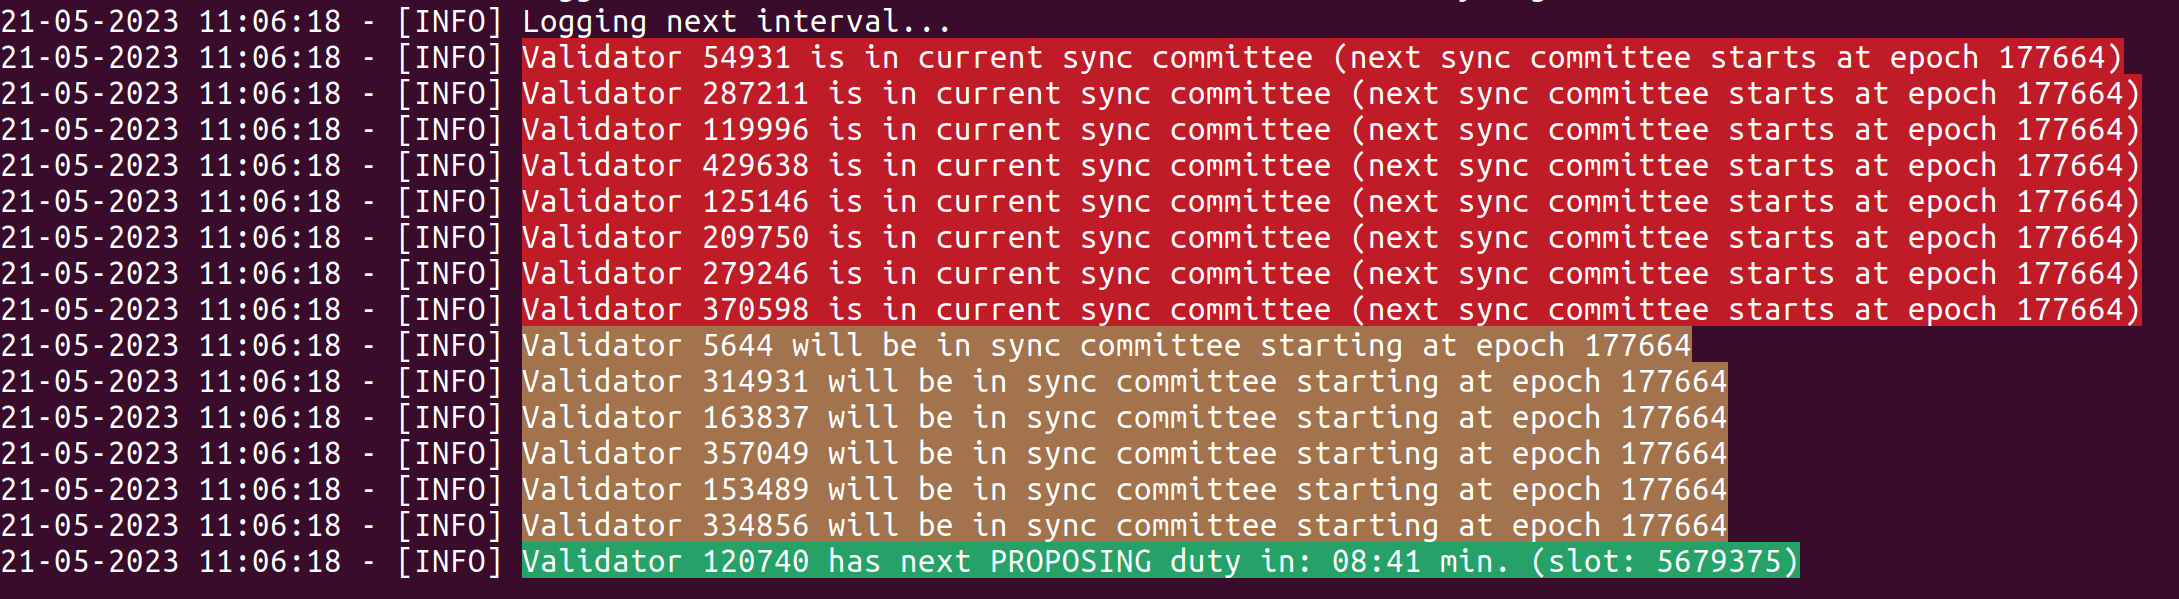 21-05-2023 11:06:18 - [INFO] Logging next interval...
21-05-2023 11:06:18 - [INFO] Validator 54931 is in current sync committee (next sync committee starts at epoch 177664)
21-05-2023 11:06:18 - [INFO] Validator 287211 is in current sync committee (next sync committee starts at epoch 177664)
21-05-2023 11:06:18 - [INFO] Validator 119996 is in current sync committee (next sync committee starts at epoch 177664)
21-05-2023 11:06:18 - [INFO] Validator 429638 is in current sync committee (next sync committee starts at epoch 177664)
21-05-2023 11:06:18 - [INFO] Validator 125146 is in current sync committee (next sync committee starts at epoch 177664)
21-05-2023 11:06:18 - [INFO] Validator 209750 is in current sync committee (next sync committee starts at epoch 177664)
21-05-2023 11:06:18 - [INFO] Validator 279246 is in current sync committee (next sync committee starts at epoch 177664)
21-05-2023 11:06:18 - [INFO] Validator 370598 is in current sync committee (next sync committee starts at epoch 177664)
21-05-2023 11:06:18 - [INFO] Validator 5644 will be in sync committee starting at epoch 177664
21-05-2023 11:06:18 - [INFO] Validator 314931 will be in sync committee starting at epoch 177664
21-05-2023 11:06:18 - [INFO] Validator 163837 will be in sync committee starting at epoch 177664
21-05-2023 11:06:18 - [INFO] Validator 357049 will be in sync committee starting at epoch 177664
21-05-2023 11:06:18 - [INFO] Validator 153489 will be in sync committee starting at epoch 177664
21-05-2023 11:06:18 - [INFO] Validator 334856 will be in sync committee starting at epoch 177664
21-05-2023 11:06:18 - [INFO] Validator 120740 has next PROPOSING duty in: 08:41 min. (slot: 5679375)